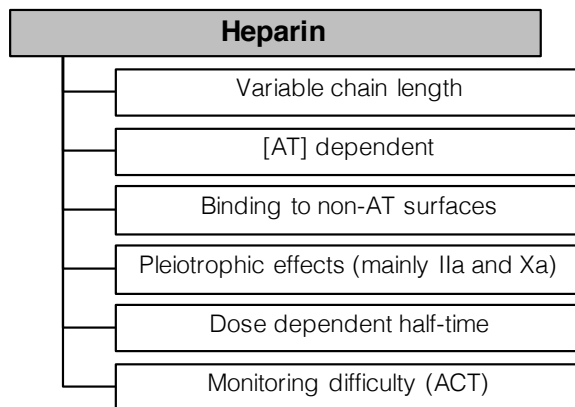 Heparin
Variable chain length
[AT] dependent
Binding to non-AT surfaces
Pleiotrophic effects (mainly IIa and Xa)
Dose dependent half-time
Monitoring difficulty (ACT)